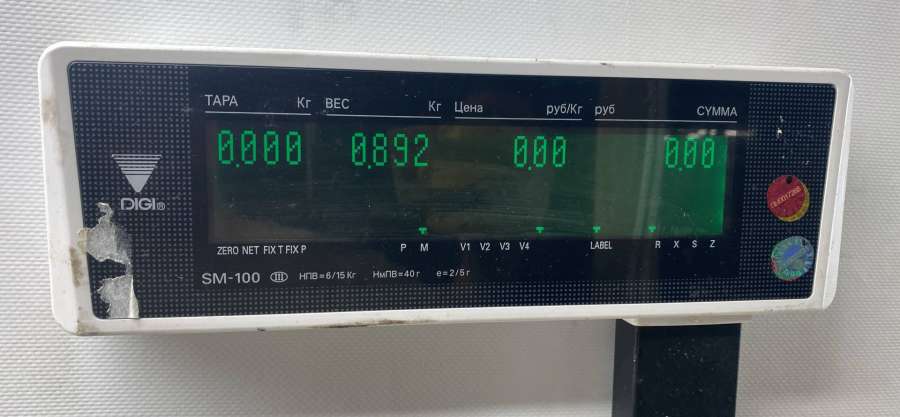 ТАРА Кг ВЕС Кг Цена руб/Кг руб СУММА
0.000 0.892 0.00 0.00
DIGI®
ZERO NET FIX T FIX P P M V1 V2 V3 V4 LABEL R X S Z
SM-100 III НПВ=6/15 Кг НмПВ=40 г e=2/5 г